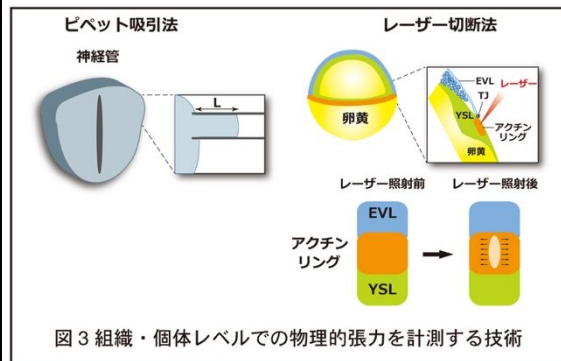 ピペット吸引法
神経管
L
レーザー切断法
卵黄
EVL
TJ
レーザー
YSL
アクチン
リング
卵黄
レーザー照射前
レーザー照射後
EVL
アクチン
リング
YSL
図3 組織・個体レベルでの物理的張力を計測する技術